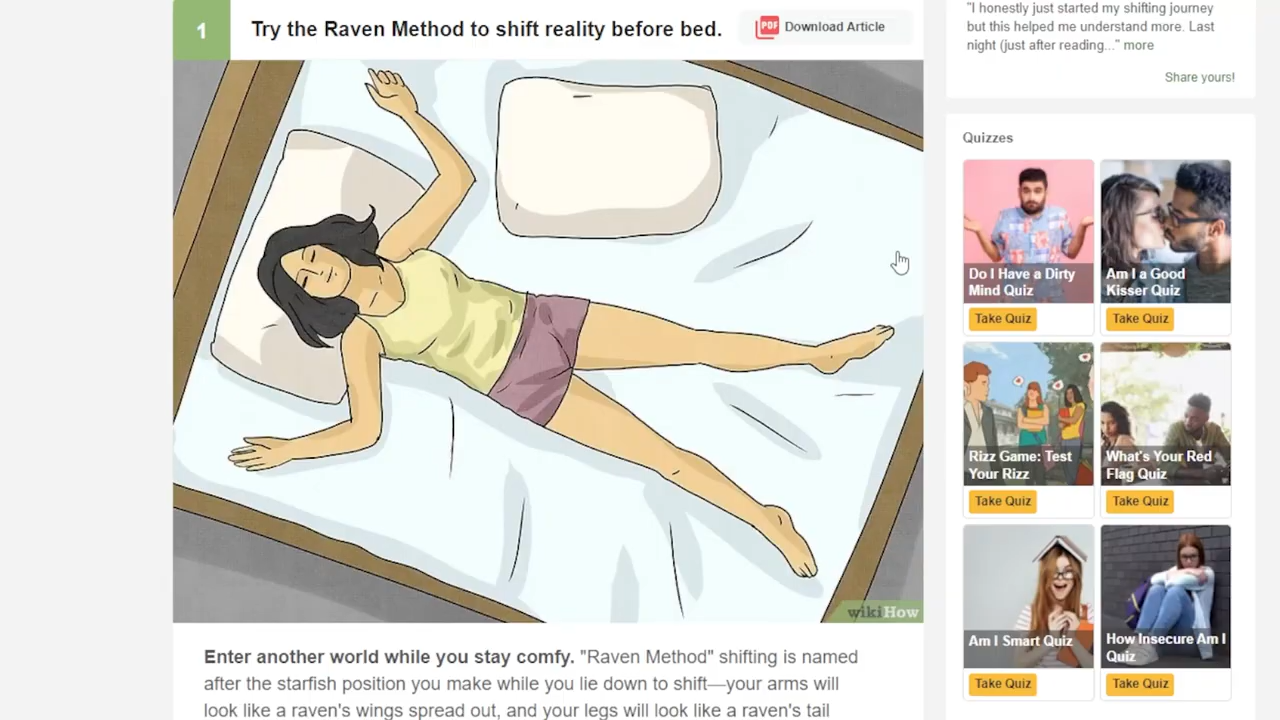 1
Try the Raven Method to shift reality before bed.
PDF
Download Article
wikiHow
Enter another world while you stay comfy. "Raven Method" shifting is named
after the starfish position you make while you lie down to shift—your arms will
look like a raven's wings spread out, and your legs will look like a raven's tail
"I honestly just started my shifting journey
but this helped me understand more. Last
night (just after reading..." more
Share yours!
Quizzes
Do I Have a Dirty
Mind Quiz
Take Quiz
Am I a Good
Kisser Quiz
Take Quiz
Rizz Game: Test
Your Rizz
Take Quiz
What's Your Red
Flag Quiz
Take Quiz
Am I Smart Quiz
Take Quiz
How Insecure Am I
Quiz
Take Quiz